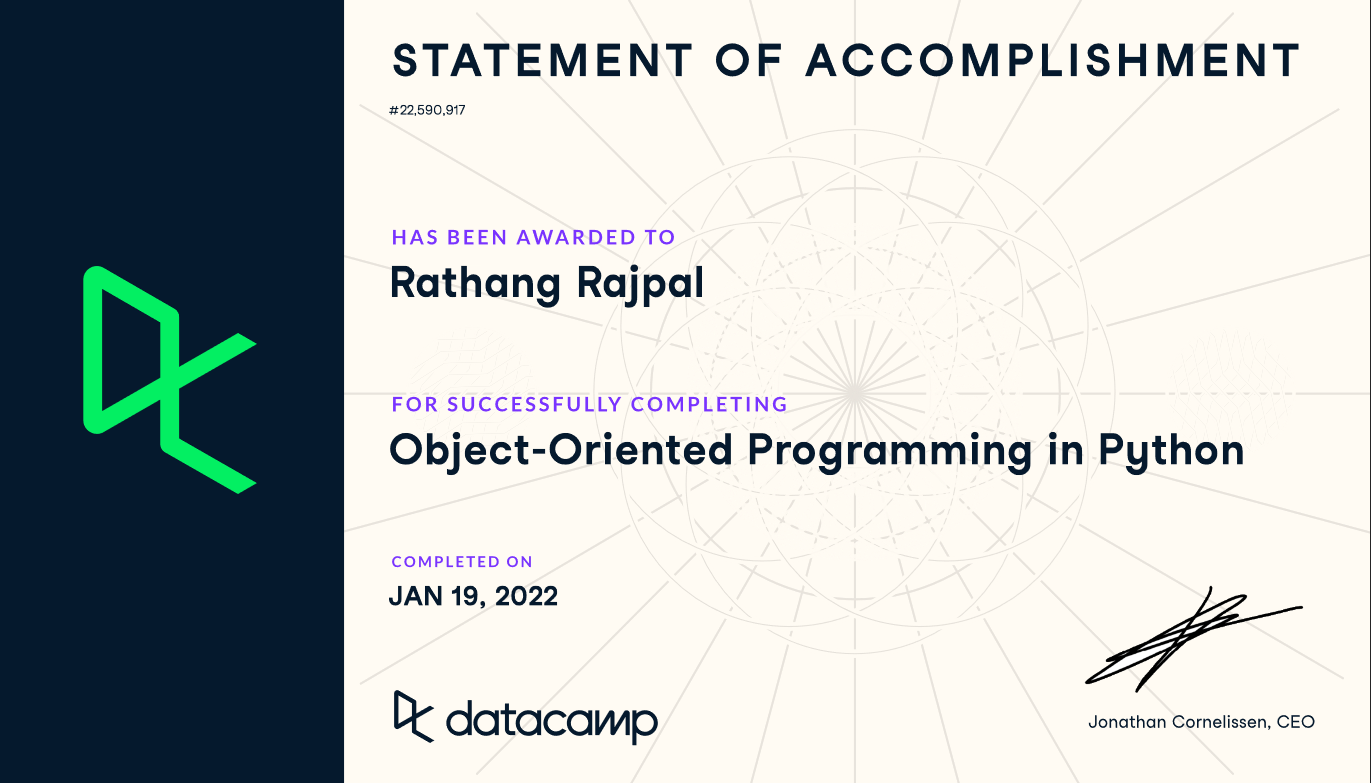 STATEMENT OF ACCOMPLISHMENT
#22,590,917
HAS BEEN AWARDED TO
Rathang Rajpal
FOR SUCCESSFULLY COMPLETING
Object-Oriented Programming in Python
COMPLETED ON
JAN 19, 2022
datacamp
Jonathan Cornelissen, CEO